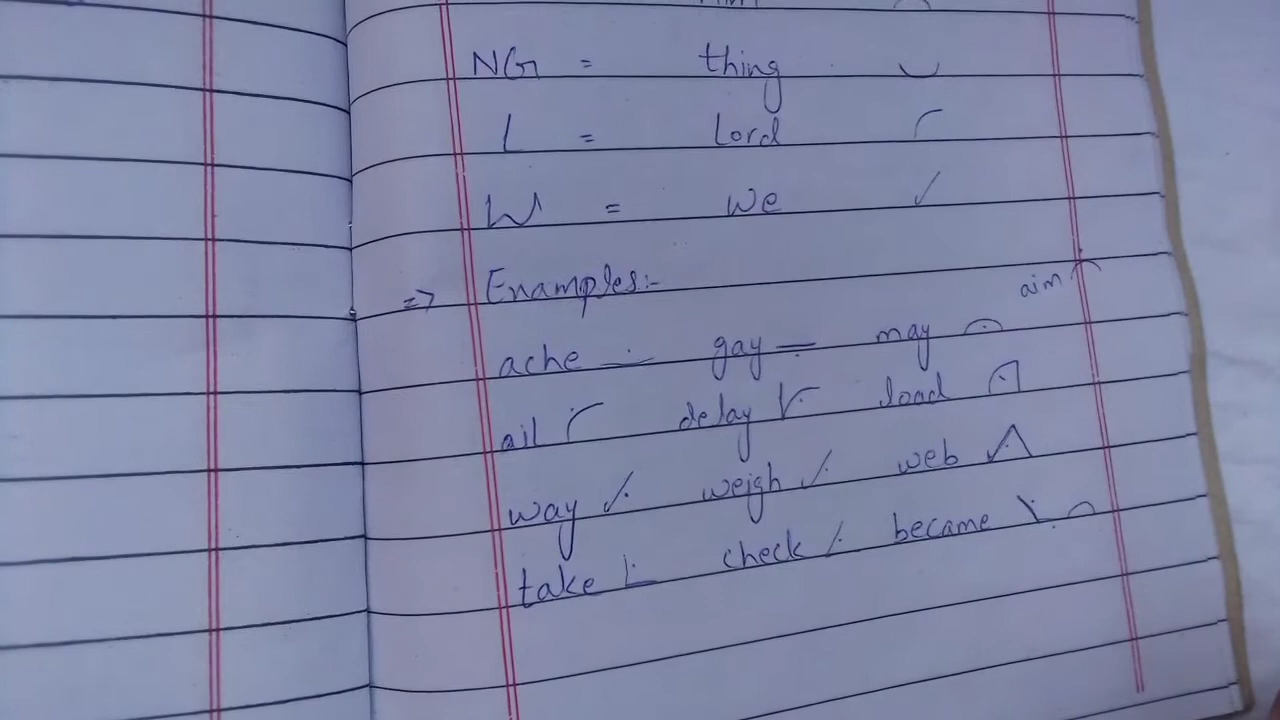 NG = thing
L = Lord
W = we
=> Examples:-
aim
ache gay may
ail delay load
way weigh web
take check became